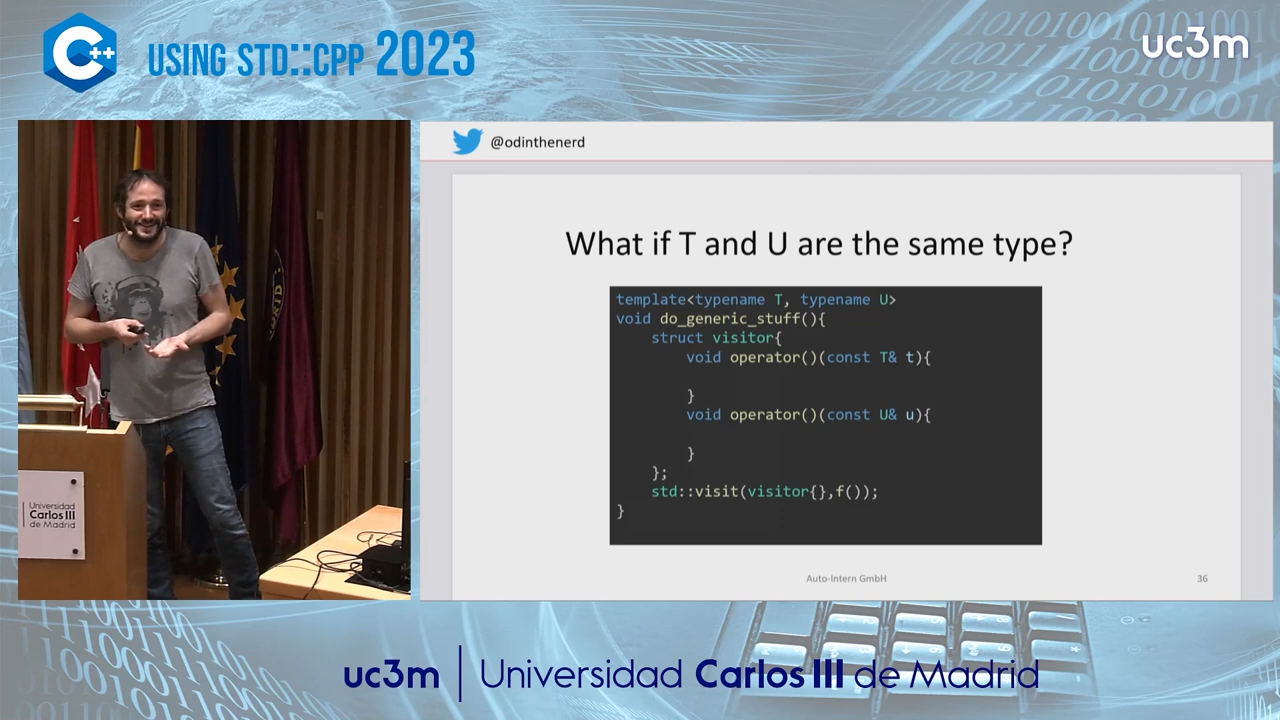 C++
USING STD::CPP 2023
uc3m
@odinthenerd
What if T and U are the same type?
template<typename T, typename U>
void do_generic_stuff(){
    struct visitor{
        void operator()(const T& t){
        }
        void operator()(const U& u){
        }
    };
    std::visit(visitor{},f());
}
Auto-Intern GmbH
36
Universidad
Carlos III
de Madrid
uc3m | Universidad Carlos III de Madrid